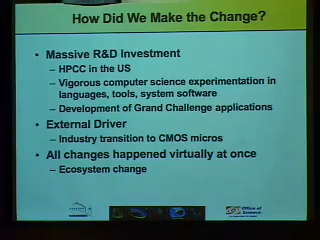 How Did We Make the Change?
• Massive R&D Investment
– HPCC in the US
– Vigorous computer science experimentation in
languages, tools, system software
– Development of Grand Challenge applications
• External Driver
– Industry transition to CMOS micros
• All changes happened virtually at once
– Ecosystem change
Office of
Science